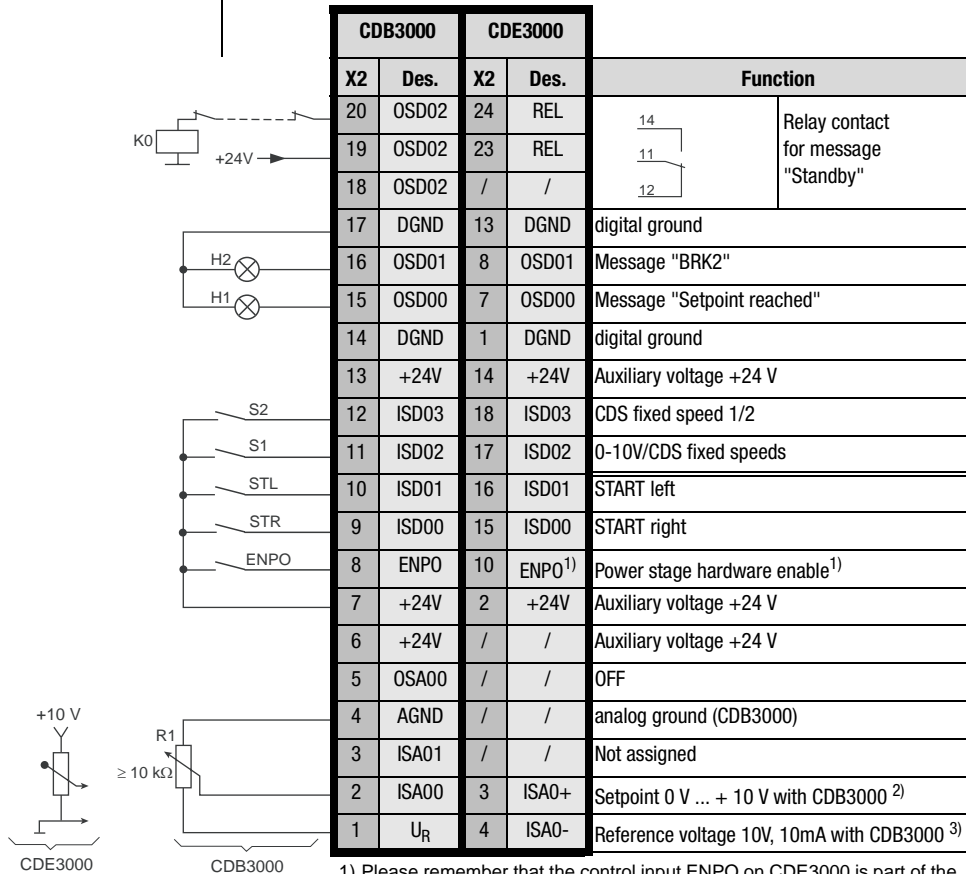 CDB3000 CDE3000
X2 Des. X2 Des. Function
20 OSD02 24 REL
19 OSD02 23 REL
18 OSD02 / /
14
11
12
Relay contact
for message
"Standby"
K0
+24V
17 DGND 13 DGND digital ground
H2 16 OSD01 8 OSD01 Message "BRK2"
H1 15 OSD00 7 OSD00 Message "Setpoint reached"
14 DGND 1 DGND digital ground
13 +24V 14 +24V Auxiliary voltage +24 V
S2 12 ISD03 18 ISD03 CDS fixed speed 1/2
S1 11 ISD02 17 ISD02 0-10V/CDS fixed speeds
STL 10 ISD01 16 ISD01 START left
STR 9 ISD00 15 ISD00 START right
ENPO 8 ENPO 10 ENPO1) Power stage hardware enable1)
7 +24V 2 +24V Auxiliary voltage +24 V
6 +24V / / Auxiliary voltage +24 V
5 OSA00 / / OFF
4 AGND / / analog ground (CDB3000)
3 ISA01 / / Not assigned
2 ISA00 3 ISA0+ Setpoint 0 V ... + 10 V with CDB3000 2)
1 UR 4 ISA0- Reference voltage 10V, 10mA with CDB3000 3)
+10 V
R1
≥ 10 kΩ
CDE3000
CDB3000
1) Please remember that the control input ENPO on CDE3000 is part of the